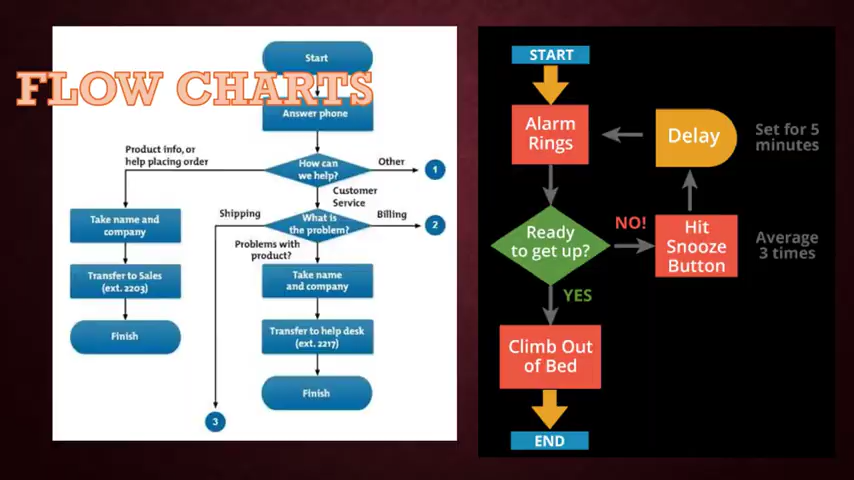 FLOW CHARTS
Start
Answer phone
Product info, or
help placing order
How can
we help?
Other
1
Customer
Service
Shipping
What is
the problem?
Billing
2
Problems with
product?
Take name and
company
Transfer to Sales
(ext. 2203)
Finish
Take name
and company
Transfer to help desk
(ext. 2217)
Finish
3
START
Alarm
Rings
Delay
Set for 5
minutes
Ready
to get up?
NO!
Hit
Snooze
Button
Average
3 times
YES
Climb Out
of Bed
END